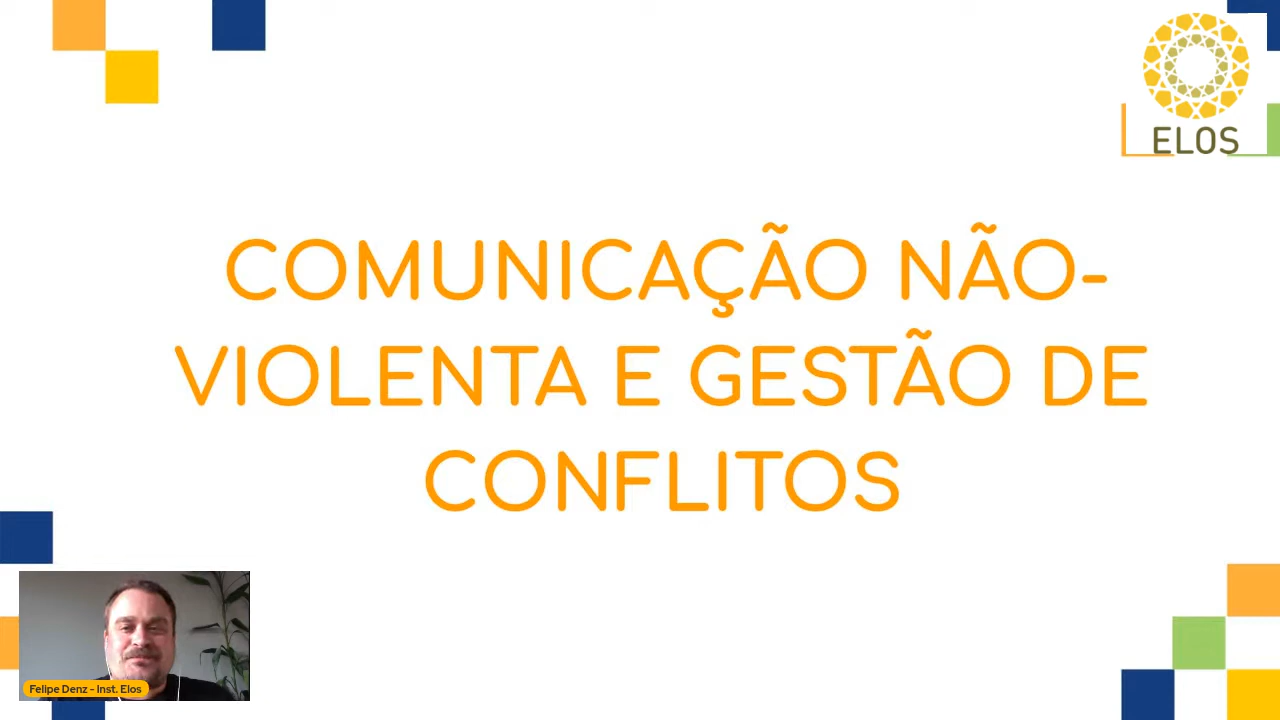 ELOS
COMUNICAÇÃO NÃO-
VIOLENTA E GESTÃO DE
CONFLITOS
Felipe Denz - Inst. Elos